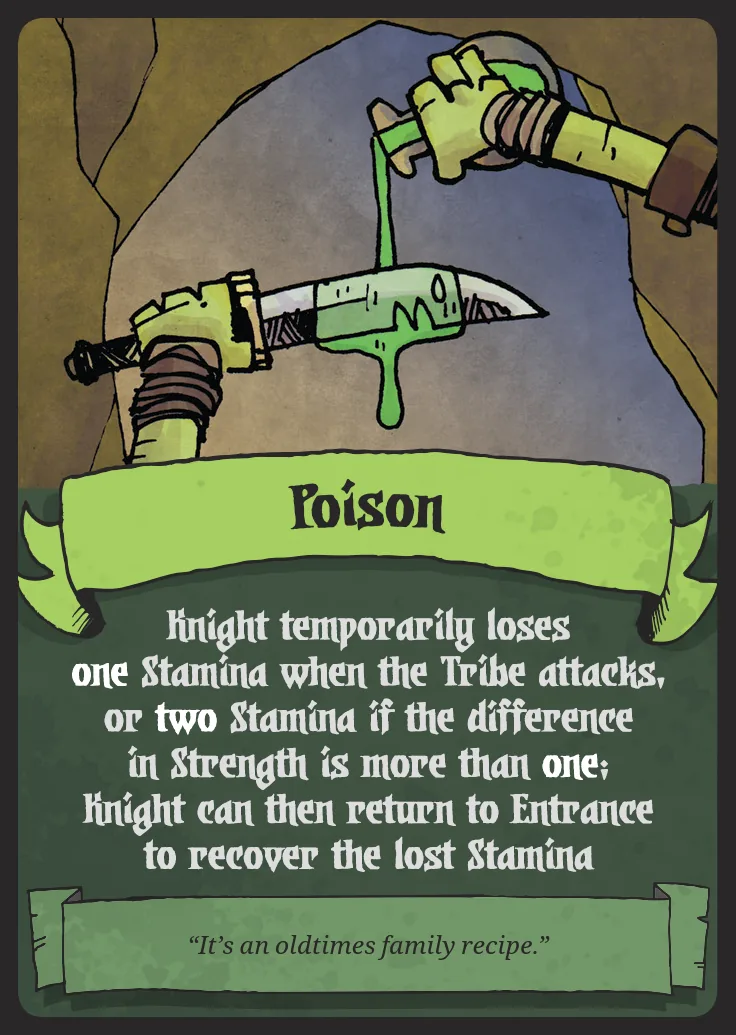 Poison
Knight temporarily loses
one Stamina when the Tribe attacks,
or two Stamina if the difference
in Strength is more than one;
Knight can then return to Entrance
to recover the lost Stamina
“It’s an oldtimes family recipe.”